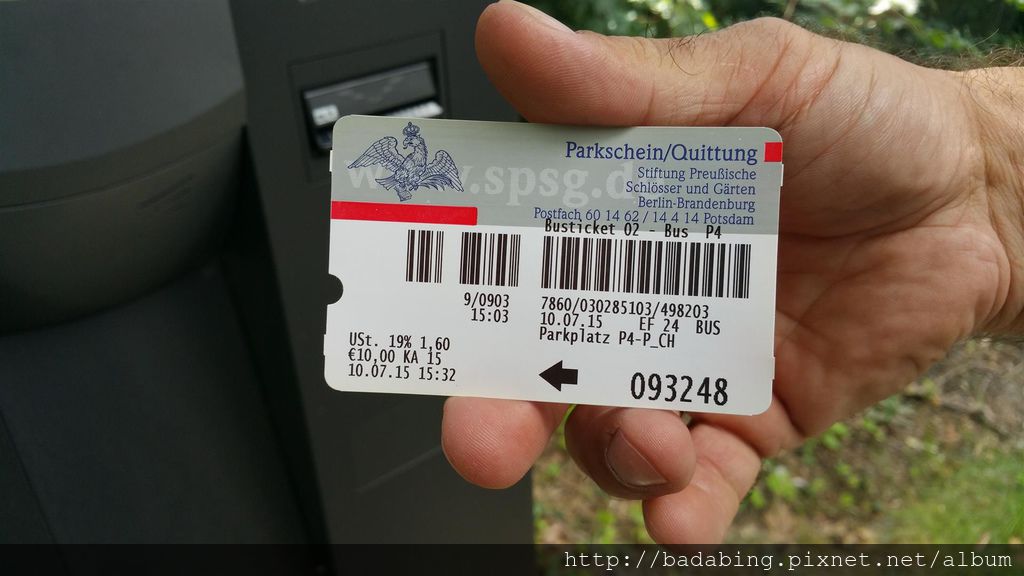 Parkschein/Quittung
www.spsg.d
Stiftung Preußische
Schlösser und Gärten
Berlin-Brandenburg
Postfach 60 14 62 / 14 4 14 Potsdam
Busticket 02 - Bus P4
9/0903
15:03
7860/030285103/498203
10.07.15 EF 24 BUS
Parkplatz P4-P_CH
USt. 19% 1,60
€10,00 KA 15
10.07.15 15:32
093248
http://badabing.pixnet.net/album